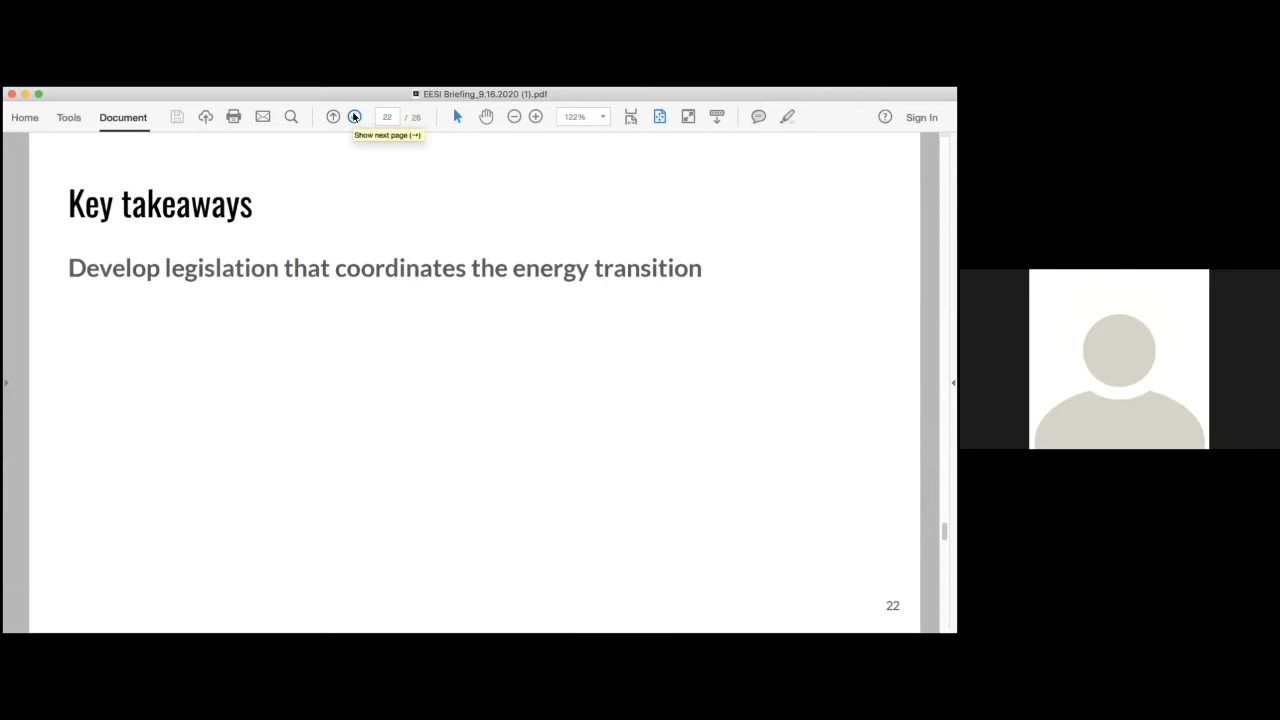 EESI Briefing_9.16.2020 (1).pdf
Home Tools Document 22 / 28 122% Sign In
Show next page (→)
Key takeaways
Develop legislation that coordinates the energy transition
22